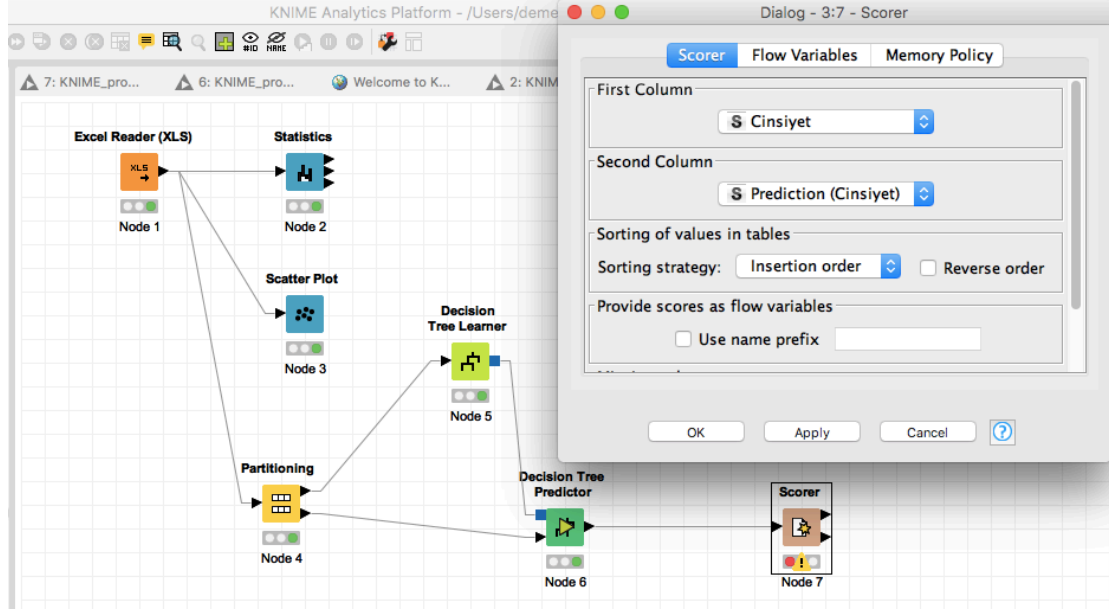 KNIME Analytics Platform - /Users/deme
Dialog - 3:7 - Scorer
#ID NAME
7: KNIME_pro...
6: KNIME_pro...
Welcome to K...
2: KNIM
Scorer Flow Variables Memory Policy
First Column
S Cinsiyet
Second Column
S Prediction (Cinsiyet)
Sorting of values in tables
Sorting strategy: Insertion order Reverse order
Provide scores as flow variables
Use name prefix
OK Apply Cancel ?
Excel Reader (XLS)
XLS
Node 1
Statistics
Node 2
Scatter Plot
Node 3
Decision
Tree Learner
Node 5
Partitioning
Node 4
Decision Tree
Predictor
Node 6
Scorer
Node 7